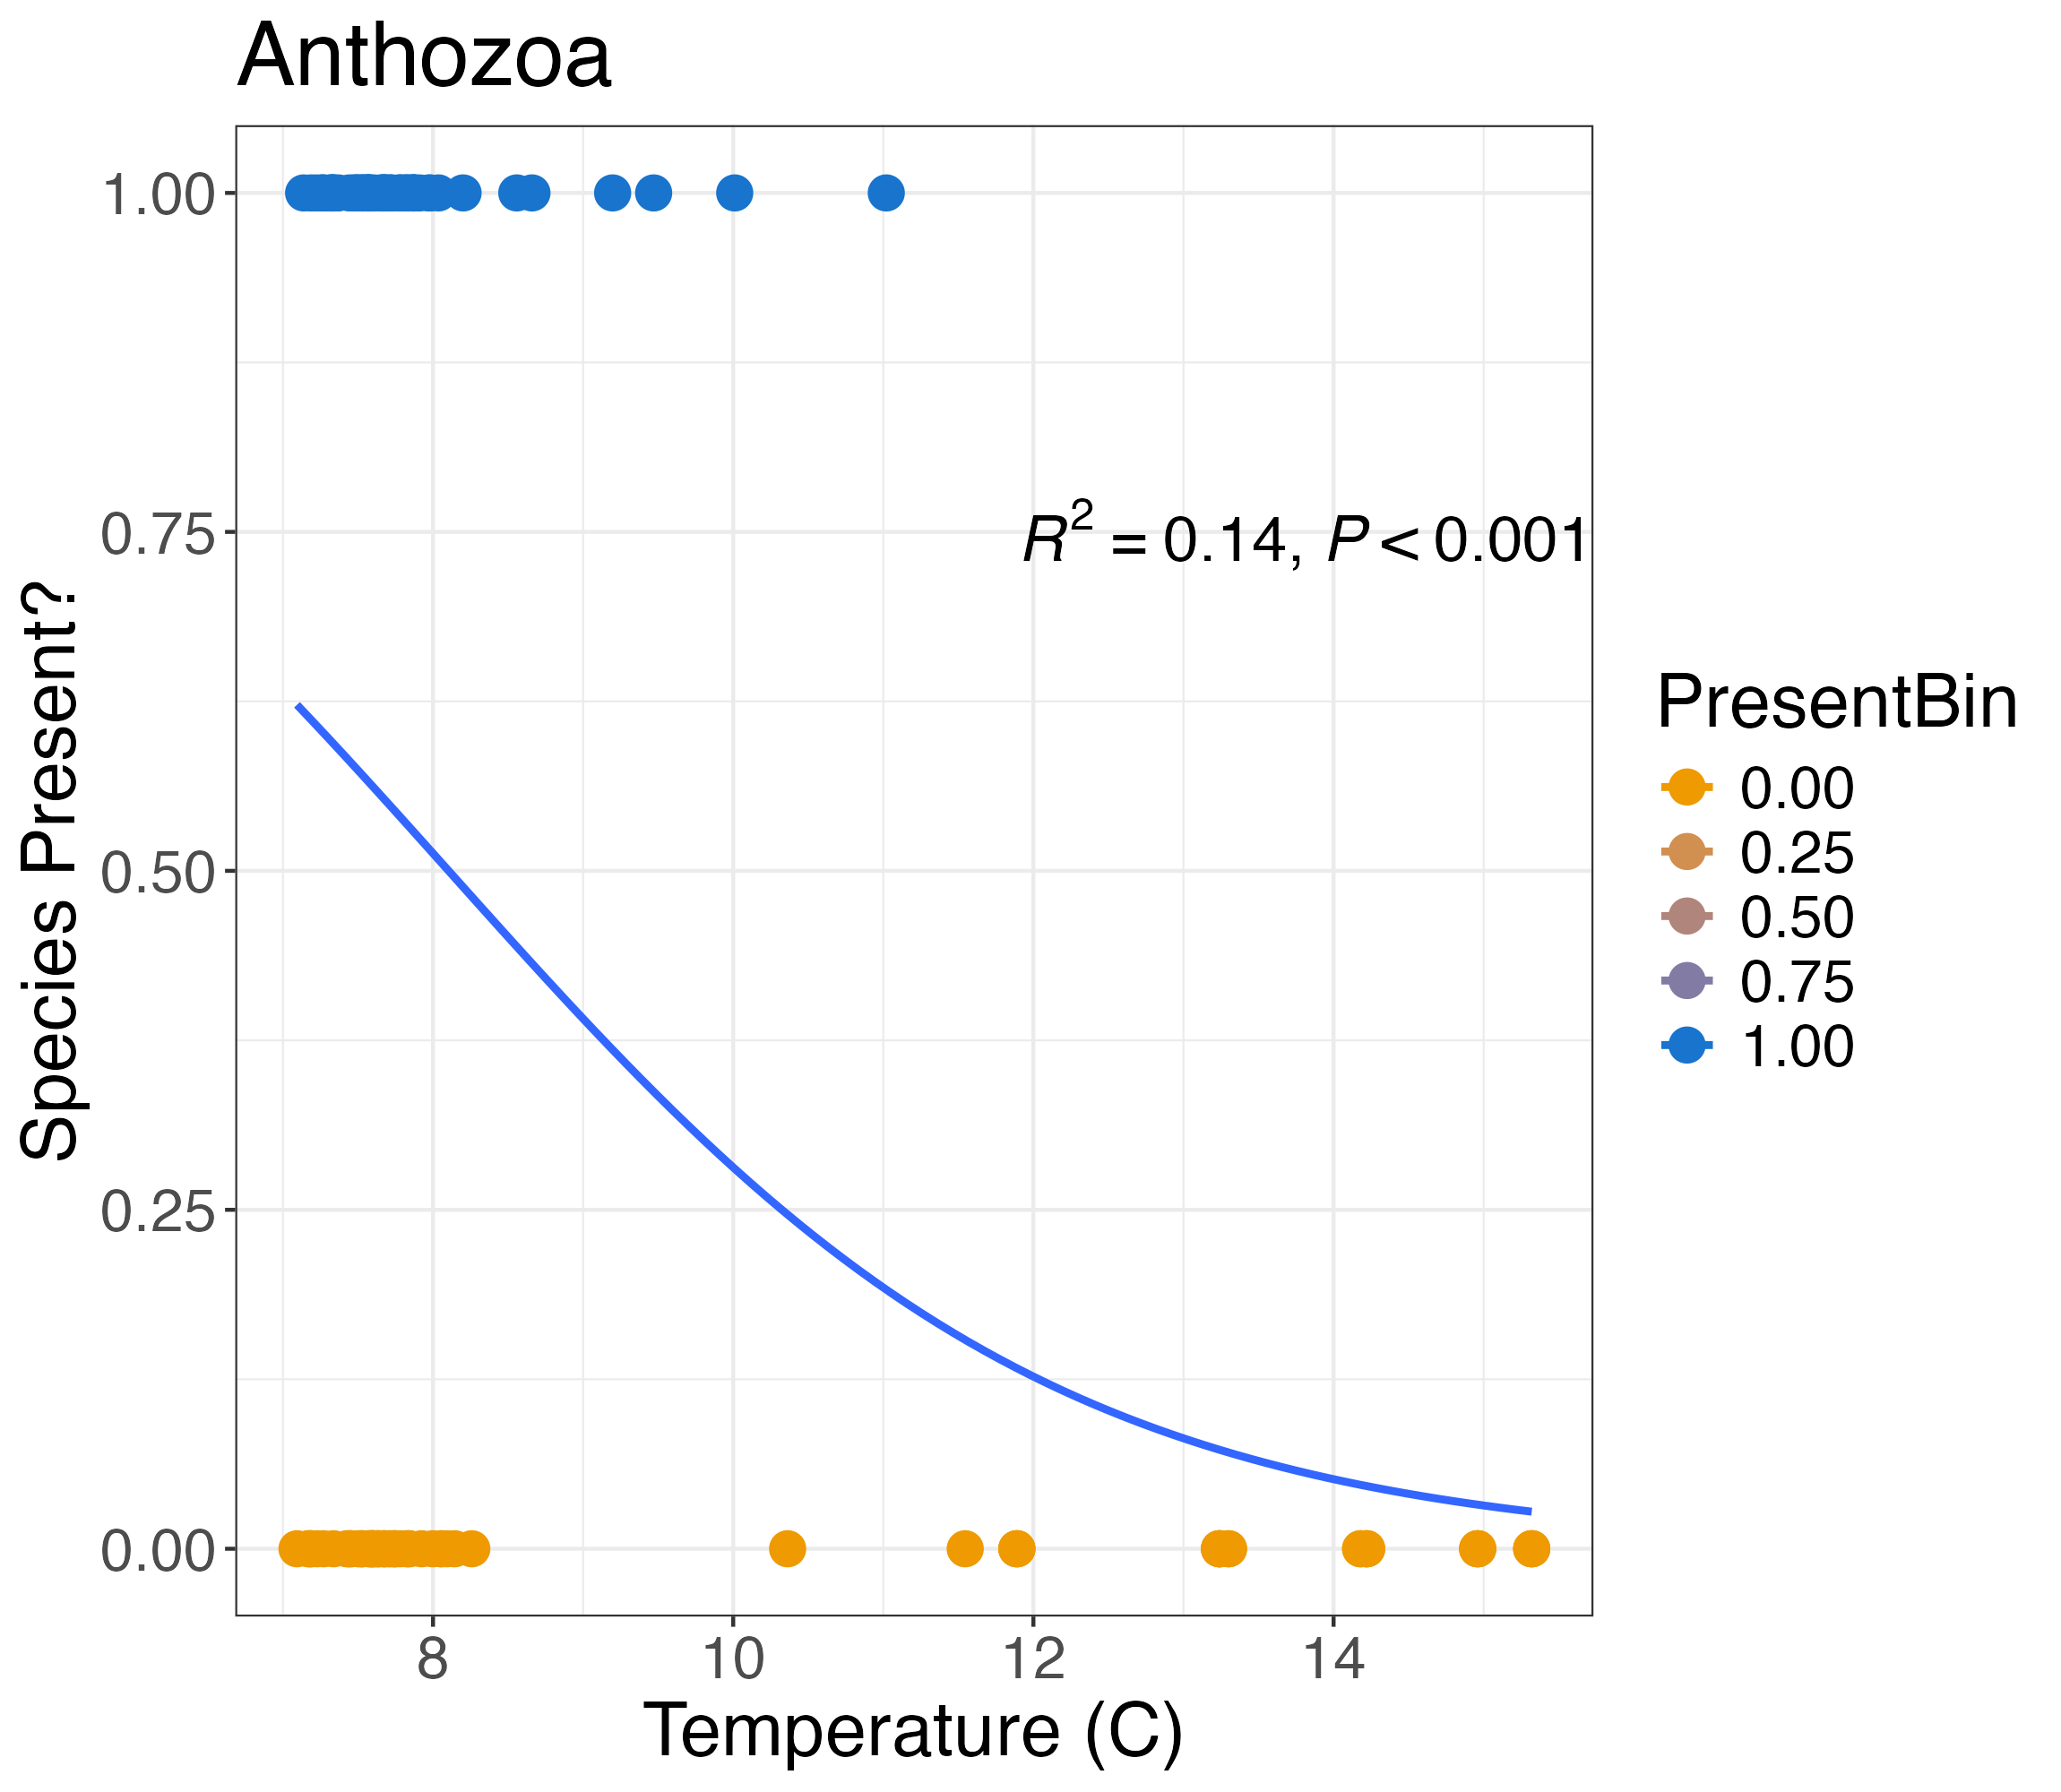 Anthozoa
1.00
0.75
0.50
0.25
0.00
Species Present?
R2 = 0.14, P < 0.001
8 10 12 14
Temperature (C)
PresentBin
0.00
0.25
0.50
0.75
1.00